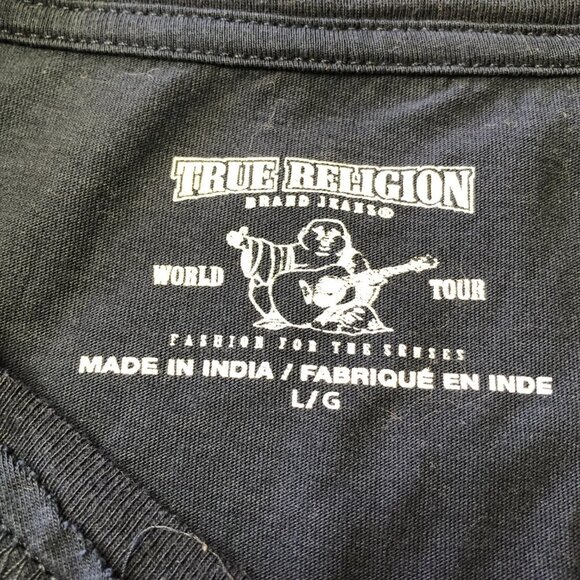 TRUE RELIGION
BRAND JEANS®
WORLD TOUR
FASHION FOR THE SENSES
MADE IN INDIA / FABRIQUÉ EN INDE
L/G